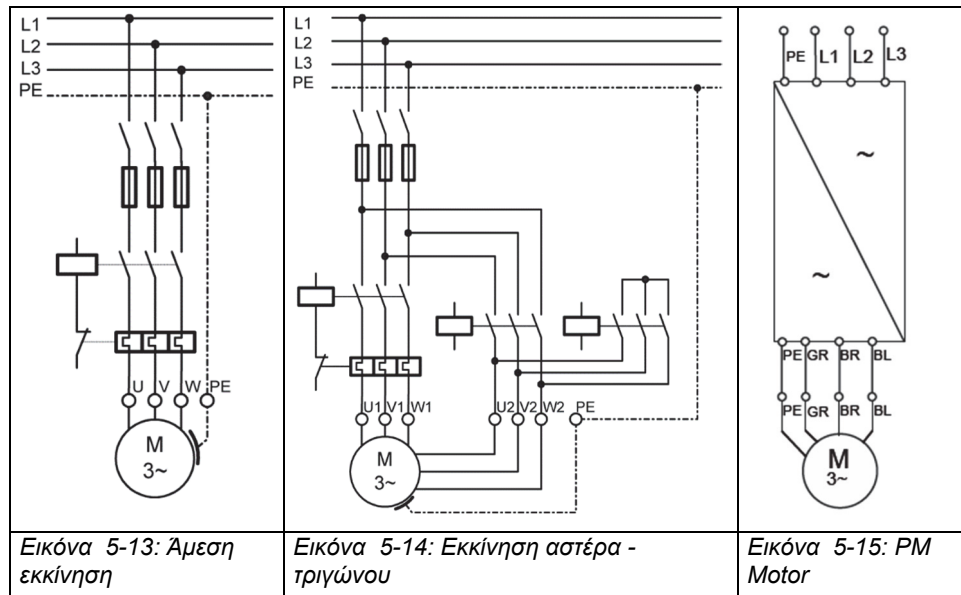 L1
L2
L3
PE
U V W PE
M
3~
Εικόνα 5-13: Άμεση
εκκίνηση
L1
L2
L3
PE
U1 V1 W1 U2 V2 W2 PE
M
3~
Εικόνα 5-14: Εκκίνηση αστέρα -
τριγώνου
PE L1 L2 L3
~
~
PE GR BR BL
PE GR BR BL
M
3~
Εικόνα 5-15: PM
Motor